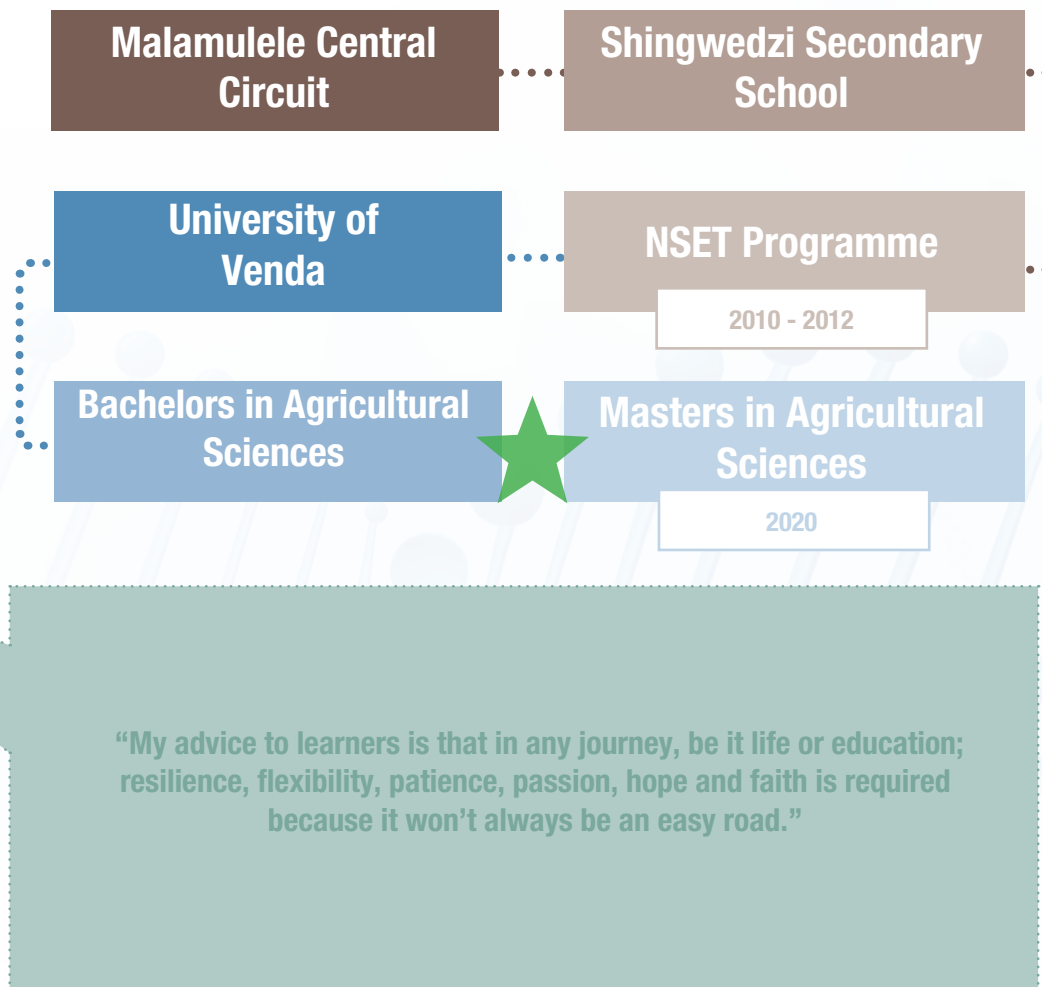 Malamulele Central
Circuit
Shingwedzi Secondary
School
University of
Venda
NSET Programme
2010 - 2012
Bachelors in Agricultural
Sciences
Masters in Agricultural
Sciences
2020
“My advice to learners is that in any journey, be it life or education;
resilience, flexibility, patience, passion, hope and faith is required
because it won’t always be an easy road.”